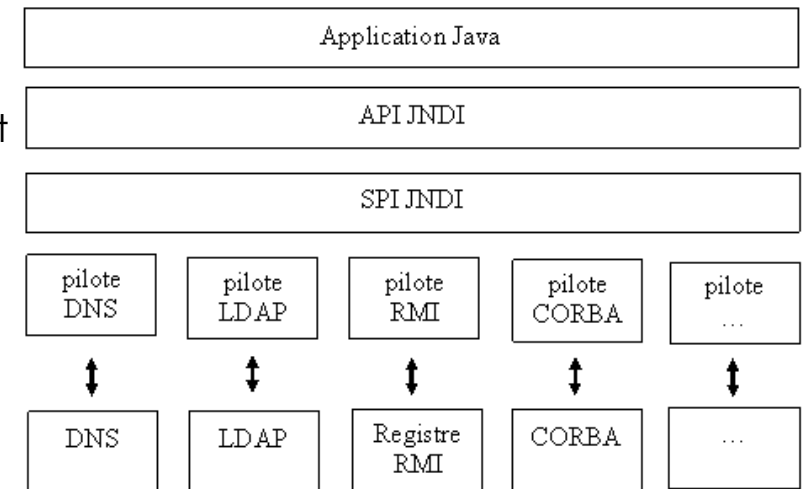 Application Java
API JNDI
t
SPI JNDI
pilote
DNS
pilote
LDAP
pilote
RMI
pilote
CORBA
pilote
...
DNS
LDAP
Registre
RMI
CORBA
...